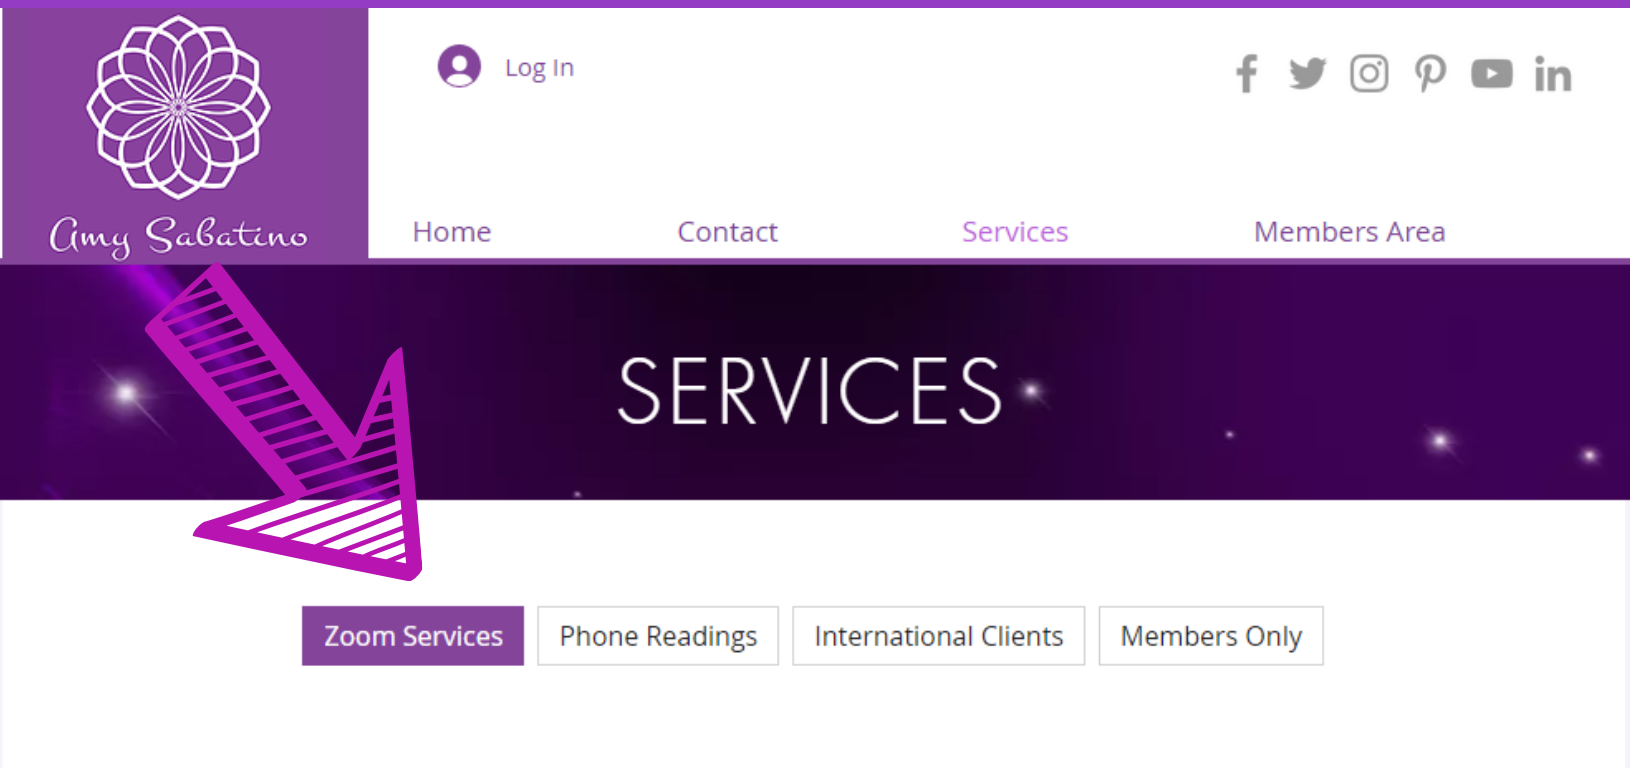 Log In
Amy Sabatino
Home Contact Services Members Area
SERVICES
Zoom Services Phone Readings International Clients Members Only